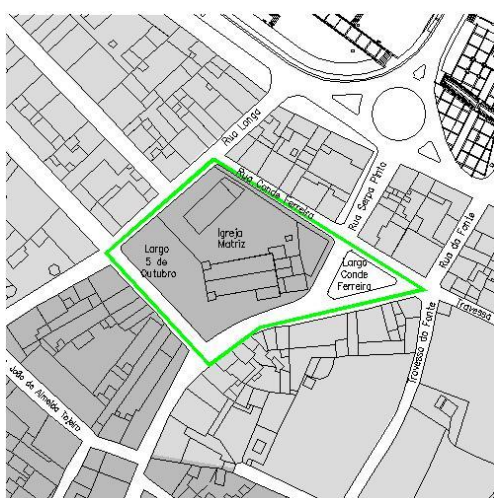 Rua Longa
Rua Conde Ferreira
Rua Serpa Pinto
Igreja
Matriz
Rua da Fonte
Largo
5 de
Outubro
Largo
Conde
Ferreira
Travessa
Travessa da Fonte
João de Almeida Tojeiro